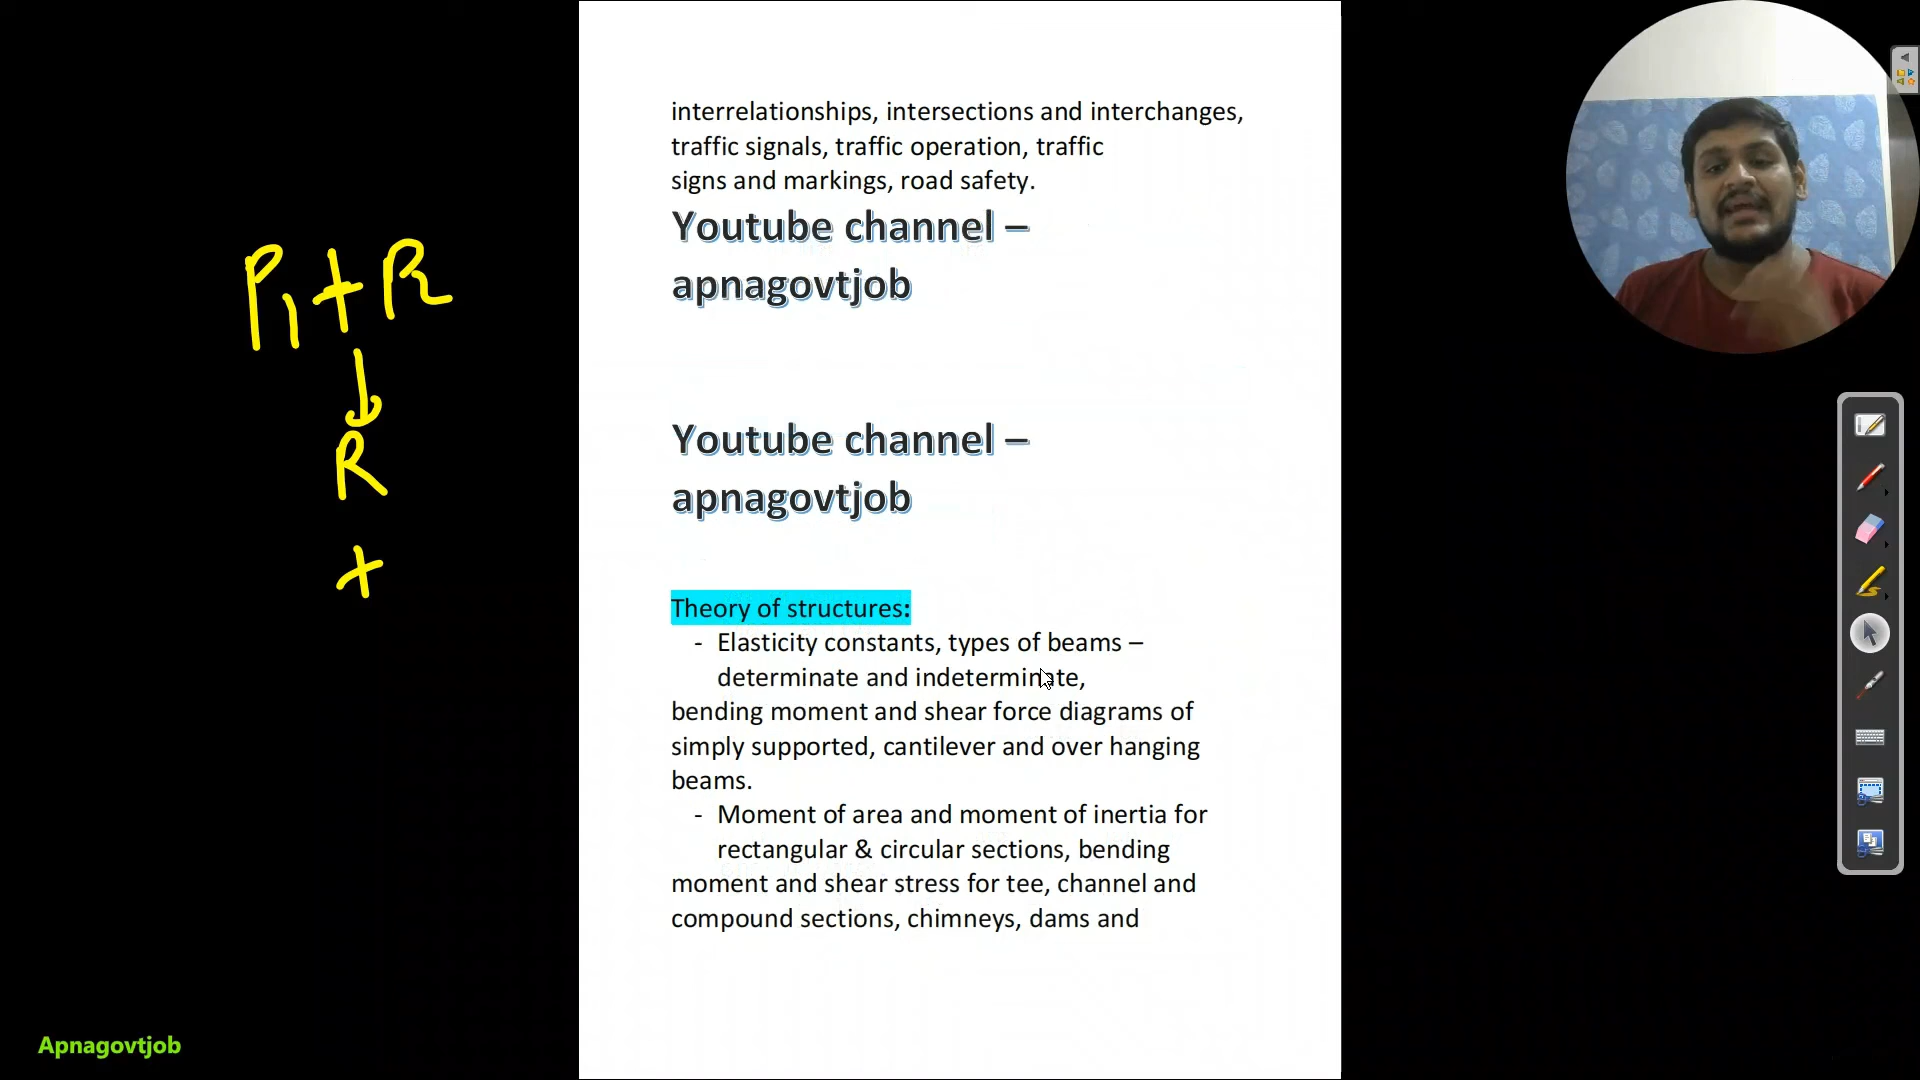 interrelationships, intersections and interchanges,
traffic signals, traffic operation, traffic
signs and markings, road safety.
Youtube channel –
apnagovtjob
Youtube channel –
apnagovtjob
Theory of structures:
- Elasticity constants, types of beams –
determinate and indeterminate,
bending moment and shear force diagrams of
simply supported, cantilever and over hanging
beams.
- Moment of area and moment of inertia for
rectangular & circular sections, bending
moment and shear stress for tee, channel and
compound sections, chimneys, dams and
P1+
R
+
Apnagovtjob